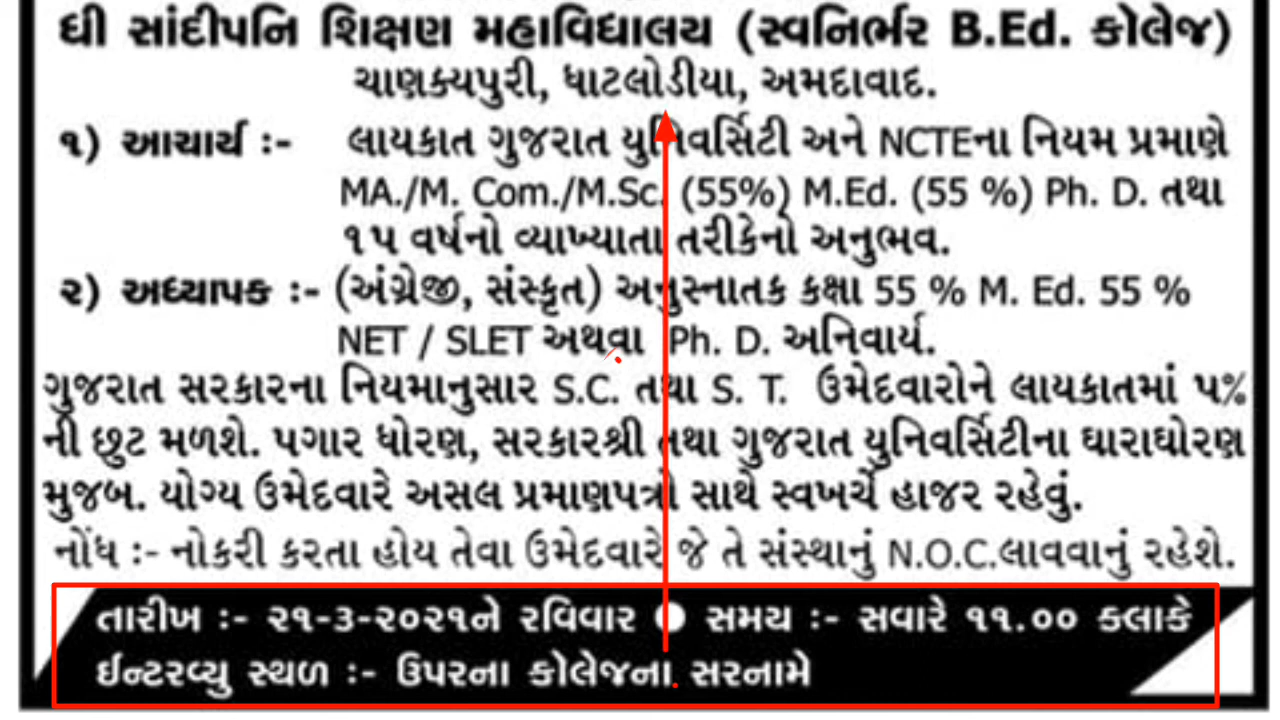 ધી સાંદીપનિ શિક્ષણ મહાવિદ્યાલય (સ્વનિર્ભર B.Ed. કોલેજ)
ચાણક્યપુરી, ઘાટલોડીયા, અમદાવાદ.
૧) આચાર્ય :- લાયકાત ગુજરાત યુનિવર્સિટી અને NCTEના નિયમ પ્રમાણે
MA./M. Com./M.Sc. (55%) M.Ed. (55 %) Ph. D. તથા
૧૫ વર્ષનો વ્યાખ્યાતા તરીકેનો અનુભવ.
૨) અધ્યાપક :- (અંગ્રેજી, સંસ્કૃત) અનુસ્નાતક કક્ષા 55 % M. Ed. 55 %
NET / SLET અથવા Ph. D. અનિવાર્ય.
ગુજરાત સરકારના નિયમાનુસાર S.C. તથા S. T. ઉમેદવારોને લાયકાતમાં ૫%
ની છુટ મળશે. પગાર ધોરણ, સરકારશ્રી તથા ગુજરાત યુનિવર્સિટીના ધારાધોરણ
મુજબ. યોગ્ય ઉમેદવારે અસલ પ્રમાણપત્રો સાથે સ્વખર્ચે હાજર રહેવું.
નોંધ :- નોકરી કરતા હોય તેવા ઉમેદવારે જે તે સંસ્થાનું N.O.C.લાવવાનું રહેશે.
તારીખ :- ૨૧-૩-૨૦૨૧ને રવિવાર ● સમય :- સવારે ૧૧.૦૦ કલાકે
ઈન્ટરવ્યુ સ્થળ :- ઉપરના કોલેજના સરનામે